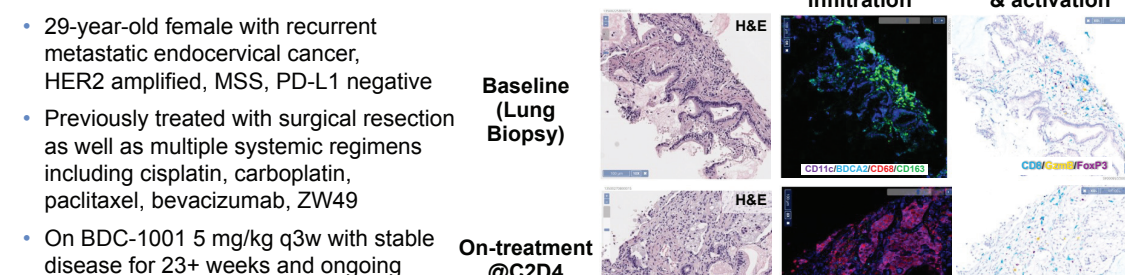 infiltration
& activation
• 29-year-old female with recurrent
metastatic endocervical cancer,
HER2 amplified, MSS, PD-L1 negative
• Previously treated with surgical resection
as well as multiple systemic regimens
including cisplatin, carboplatin,
paclitaxel, bevacizumab, ZW49
• On BDC-1001 5 mg/kg q3w with stable
disease for 23+ weeks and ongoing
Baseline
(Lung
Biopsy)
H&E
CD11c/BDCA2/CD68/CD163
CD8/GzmB/FoxP3
On-treatment
@C2D4
H&E